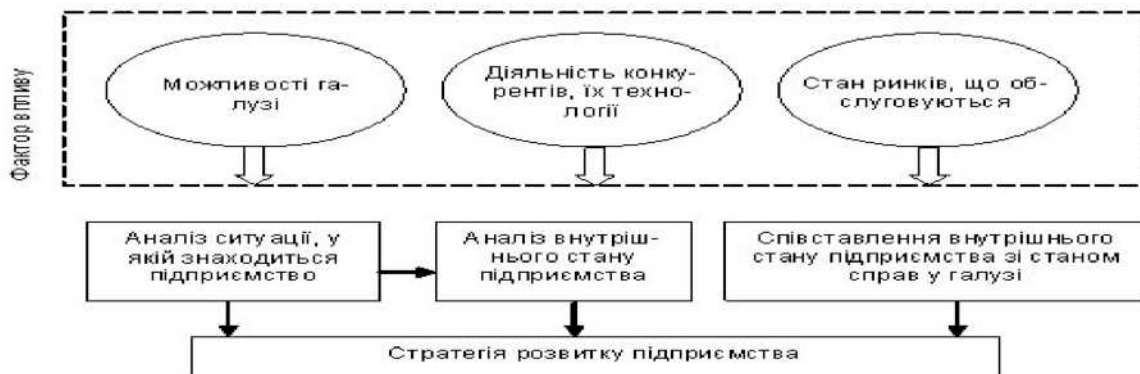 Фактор впливу
Можливості га-
лузі
Діяльність конку-
рентів, їх техно-
логії
Стан ринків, що об-
слуговуються
Аналіз ситуації, у
якій знаходиться
підприємство
Аналіз внутріш-
нього стану
підприємства
Співставлення внутрішнього
стану підприємства зі станом
справ у галузі
Стратегія розвитку підприємства